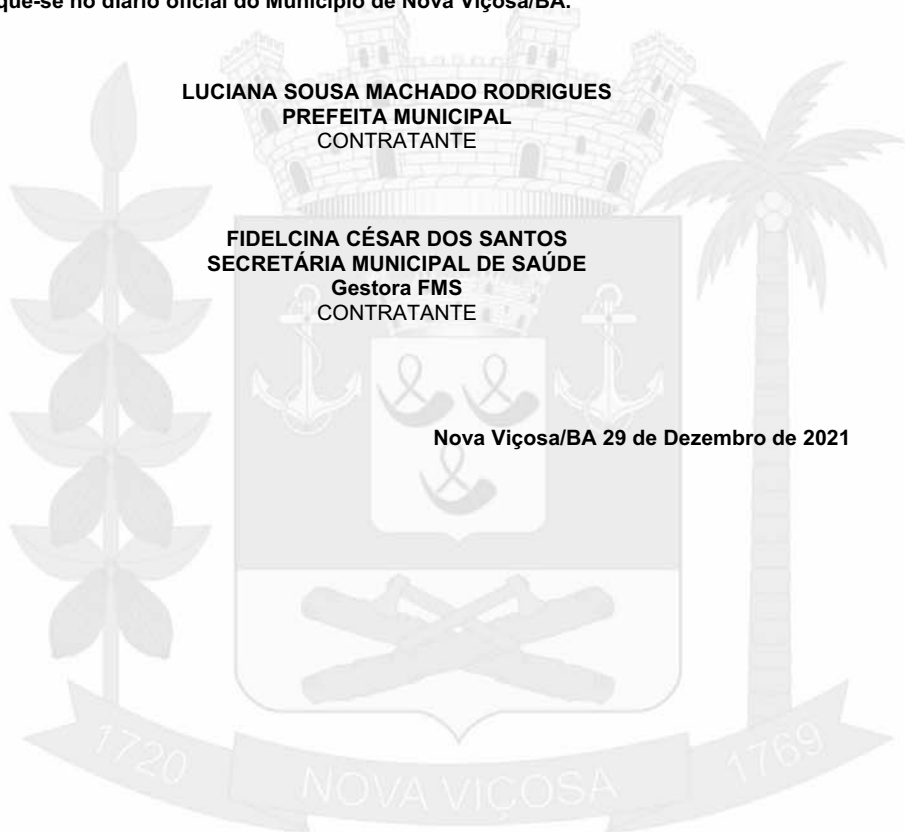 que-se no diário oficial do Município de Nova Viçosa/BA.
LUCIANA SOUSA MACHADO RODRIGUES
PREFEITA MUNICIPAL
CONTRATANTE
FIDELCINA CÉSAR DOS SANTOS
SECRETÁRIA MUNICIPAL DE SAÚDE
Gestora FMS
CONTRATANTE
Nova Viçosa/BA 29 de Dezembro de 2021
1720 NOVA VIÇOSA 1769